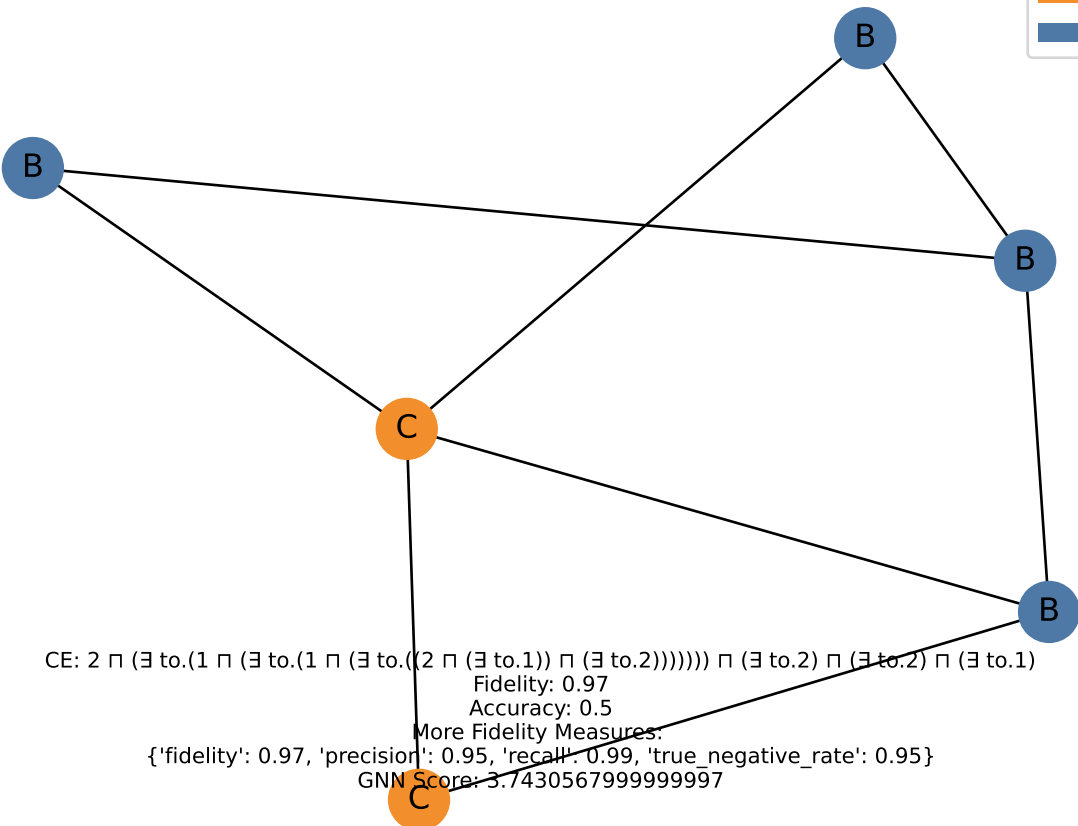 B
B
B
C
B
CE: 2 ⊓ (∃ to.(1 ⊓ (∃ to.(1 ⊓ (∃ to.((2 ⊓ (∃ to.1)) ⊓ (∃ to.2))))))) ⊓ (∃ to.2) ⊓ (∃ to.2) ⊓ (∃ to.1)
Fidelity: 0.97
Accuracy: 0.5
More Fidelity Measures:
{'fidelity': 0.97, 'precision': 0.95, 'recall': 0.99, 'true_negative_rate': 0.95}
GNN Score: 3.7430567999999997
C